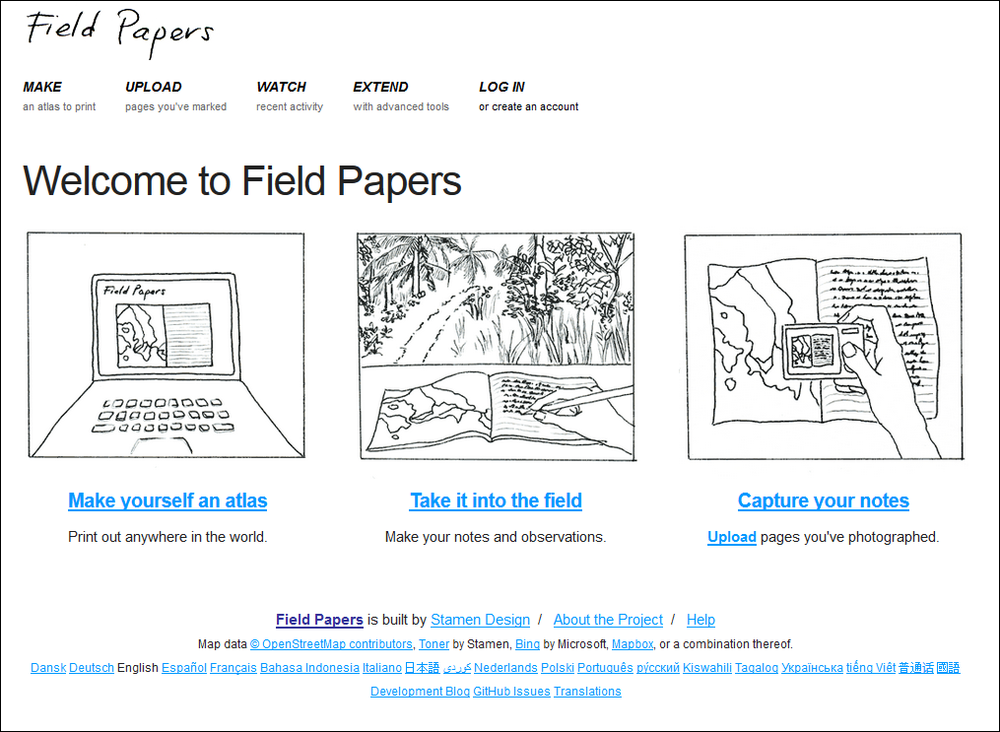 Field Papers
MAKE UPLOAD WATCH EXTEND LOG IN
an atlas to print pages you've marked recent activity with advanced tools or create an account
Welcome to Field Papers
Field Papers
Make yourself an atlas Take it into the field Capture your notes
Print out anywhere in the world. Make your notes and observations. Upload pages you've photographed.
Field Papers is built by Stamen Design / About the Project / Help
Map data © OpenStreetMap contributors, Toner by Stamen, Bing by Microsoft, Mapbox, or a combination thereof.
Dansk Deutsch English Español Français Bahasa Indonesia Italiano 日本語 کوردی Nederlands Polski Português ру́сский Kiswahili Tagalog Українська tiếng Việt 普通话 國語
Development Blog GitHub Issues Translations